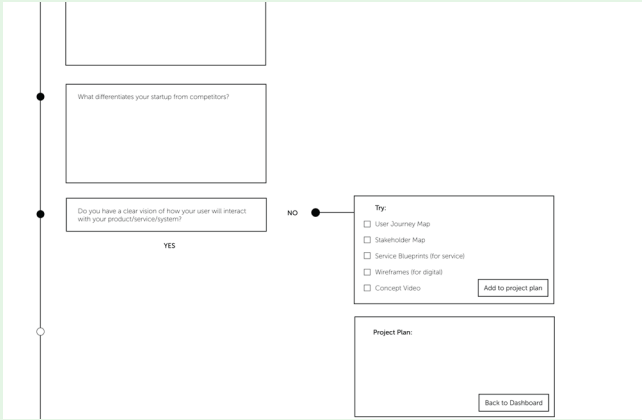 What differentiates your startup from competitors?
Do you have a clear vision of how your user will interact
with your product/service/system?
NO
YES
Try:
User Journey Map
Stakeholder Map
Service Blueprints (for service)
Wireframes (for digital)
Concept Video
Add to project plan
Project Plan:
Back to Dashboard